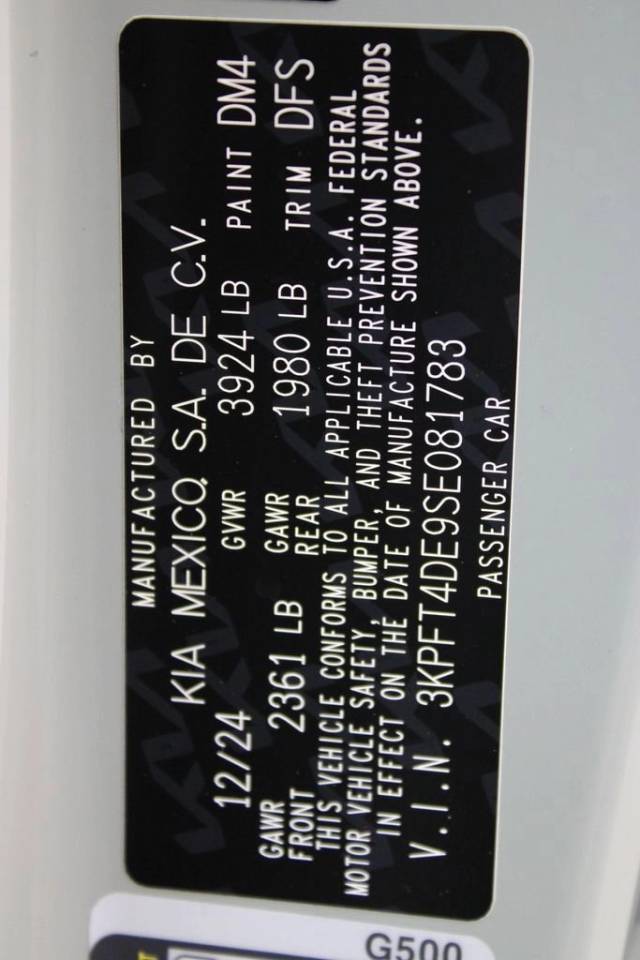 MANUFACTURED BY
KIA MEXICO, S.A. DE C.V.
12/24 GVWR 3924 LB PAINT DM4
GAWR FRONT 2361 LB GAWR REAR 1980 LB TRIM DFS
THIS VEHICLE CONFORMS TO ALL APPLICABLE U.S.A. FEDERAL
MOTOR VEHICLE SAFETY, BUMPER, AND THEFT PREVENTION STANDARDS
IN EFFECT ON THE DATE OF MANUFACTURE SHOWN ABOVE.
V.I.N. 3KPFT4DE9SE081783
PASSENGER CAR
G500